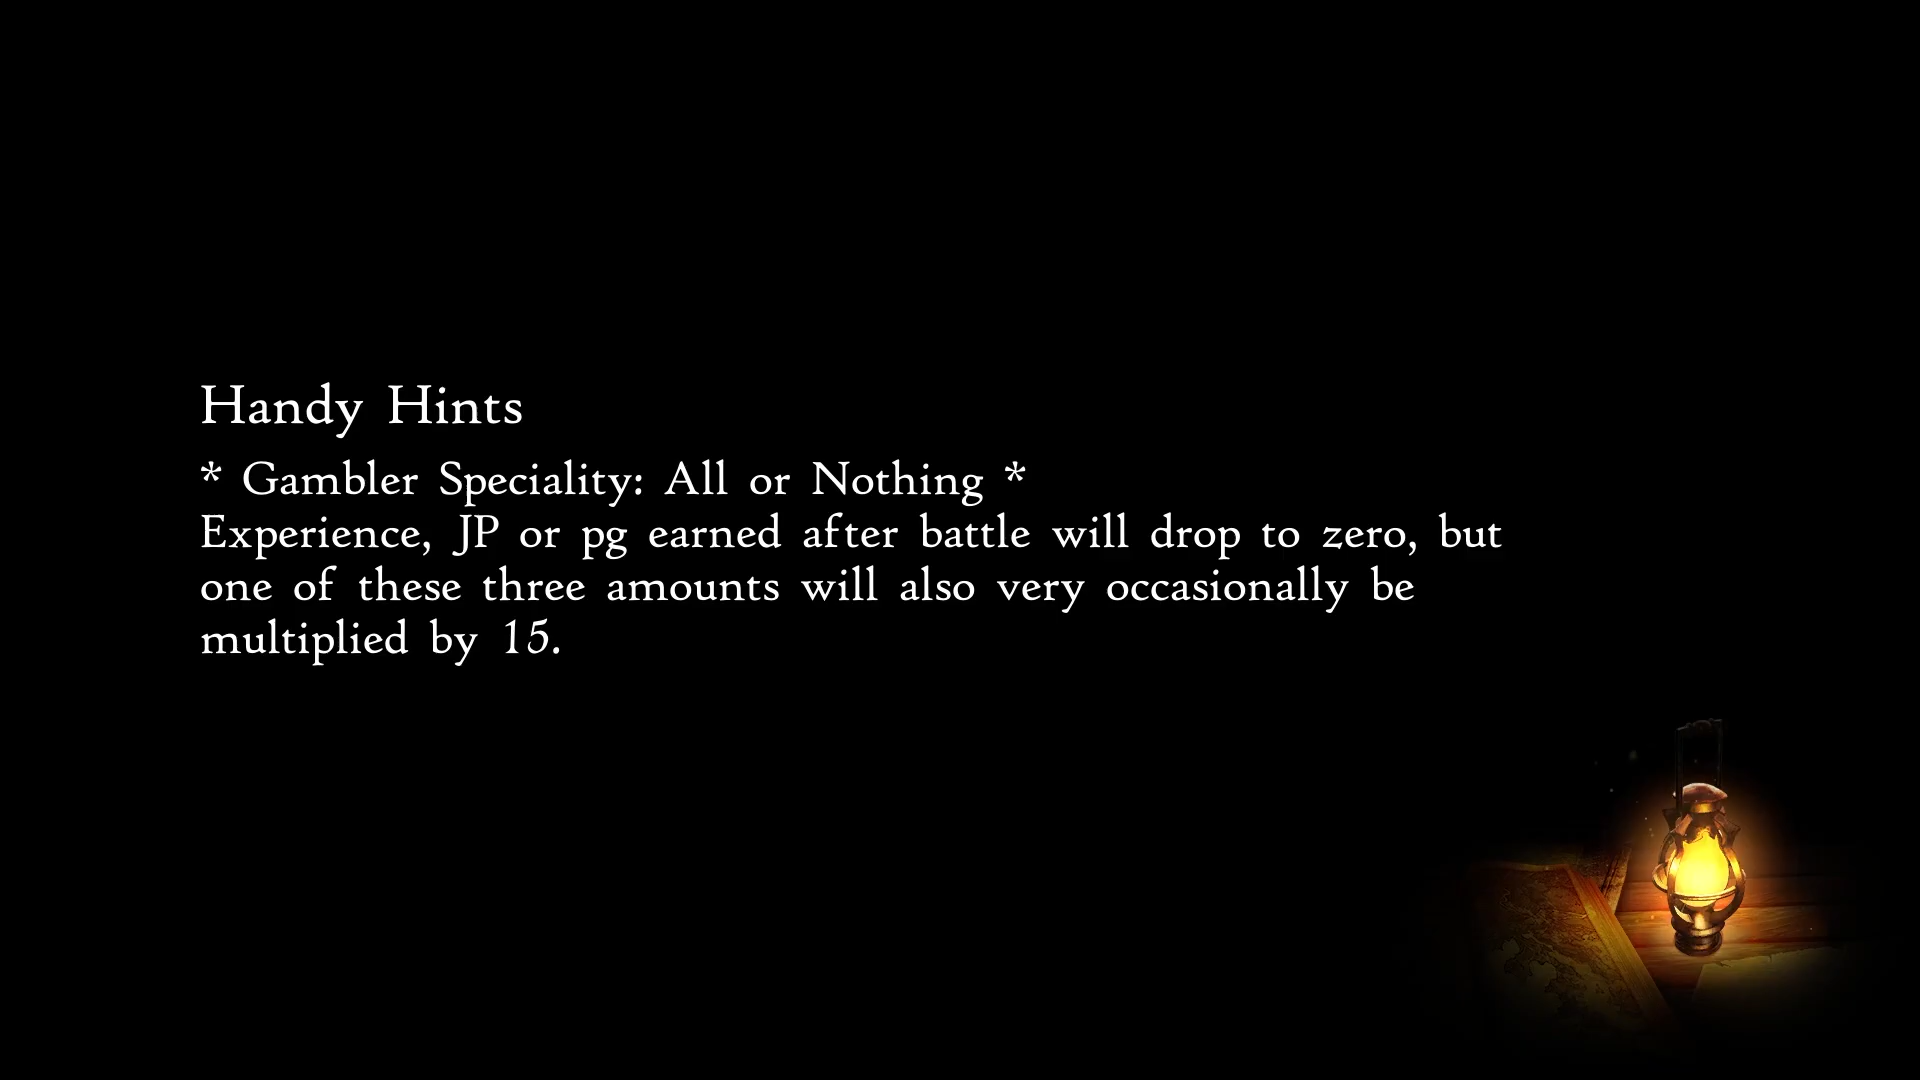 Handy Hints
* Gambler Speciality: All or Nothing *
Experience, JP or pg earned after battle will drop to zero, but
one of these three amounts will also very occasionally be
multiplied by 15.